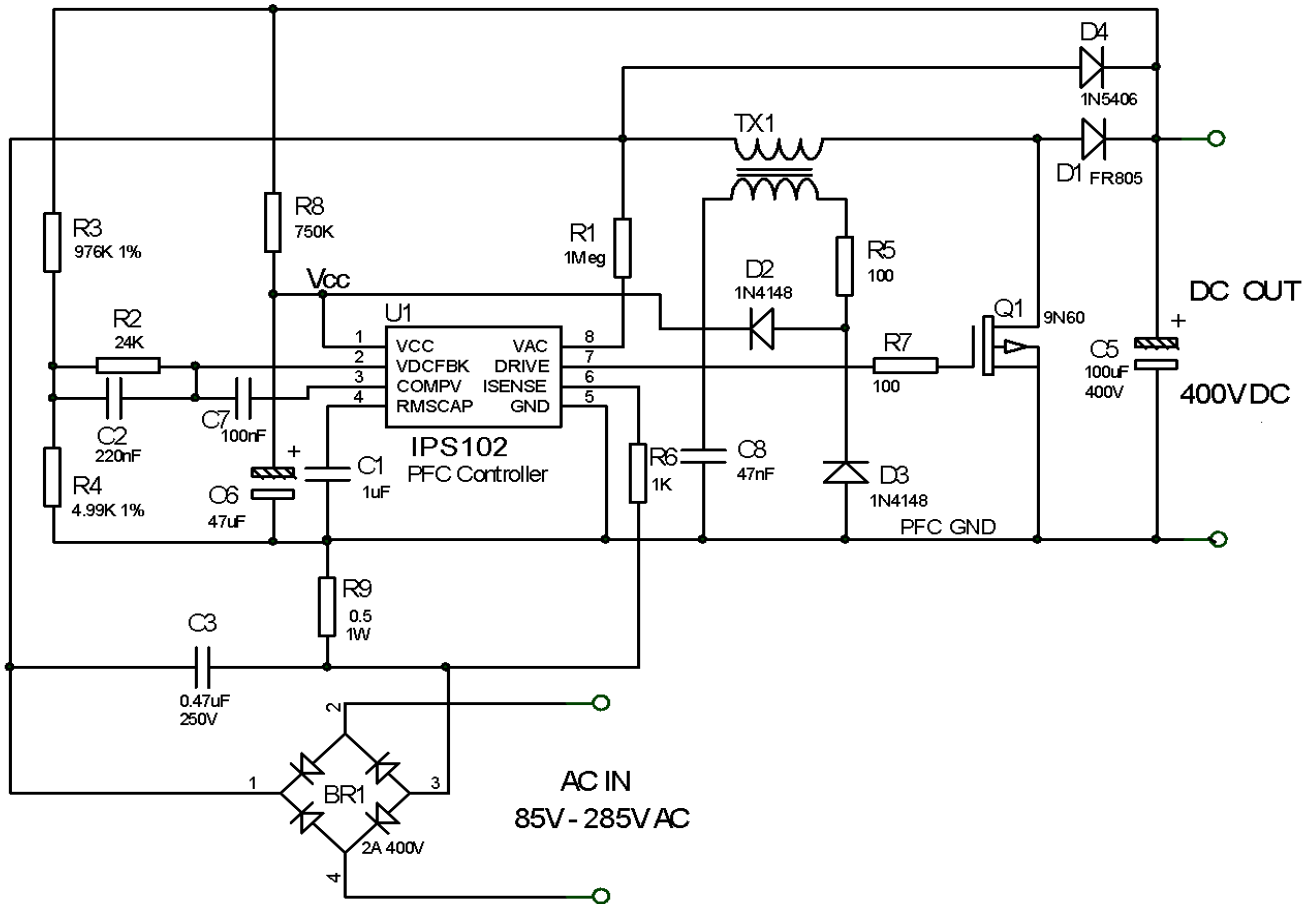 D4
1N5406
TX1
D1 FR805
R3
976K 1%
R8
750K
R1
1Meg
R5
100
D2
1N4148
Vcc
DC OUT
R2
24K
U1
Q1
9N60
+
1
VCC
VAC
8
2
VDCFBK
DRIVE
7
3
COMPV
ISENSE
6
4
RMSCAP
GND
5
R7
100
C5
100uF
400V
400VDC
C2
220nF
C7
100nF
IPS102
PFC Controller
+
R4
4.99K 1%
C6
47uF
C1
1uF
R6
1K
C8
47nF
D3
1N4148
PFC GND
R9
0.5
1W
C3
0.47uF
250V
2
1
BR1
3
2A 400V
4
AC IN
85V - 285V AC